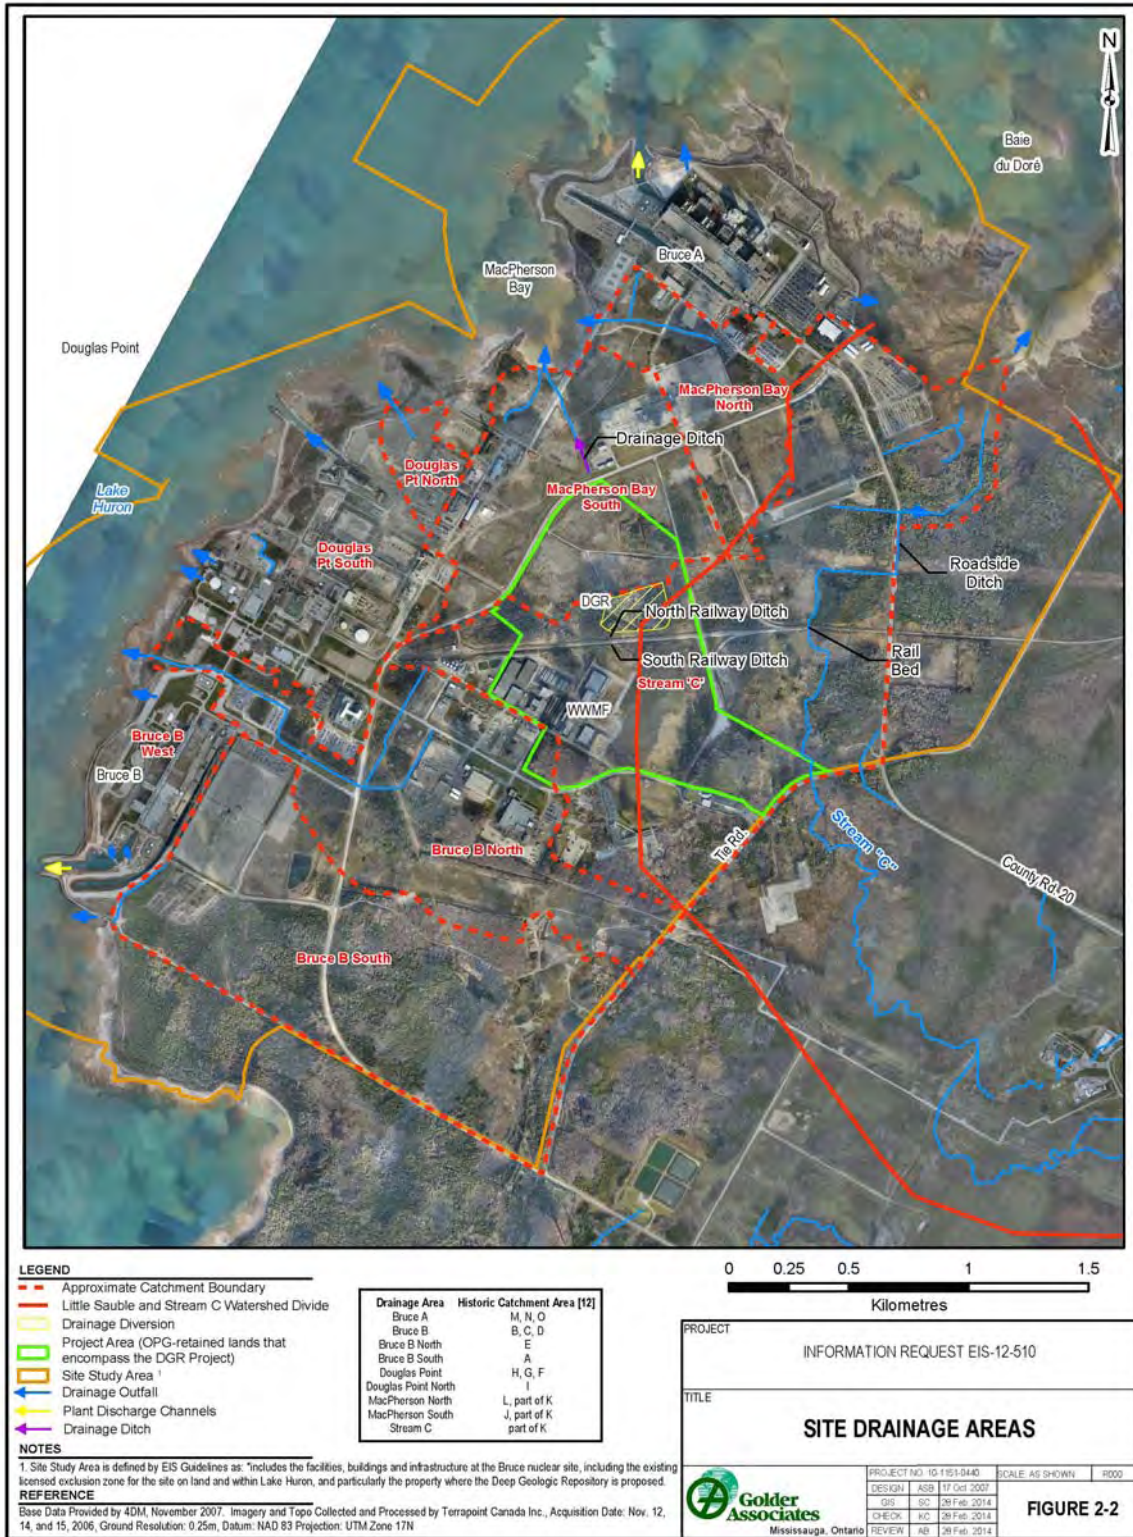 N
Baie
du Doré
Bruce A
MacPherson
Bay
Douglas Point
MacPherson Bay
North
Drainage Ditch
Douglas
Pt North
MacPherson Bay
South
Lake
Huron
Douglas
Pt South
Roadside
Ditch
DGR
North Railway Ditch
South Railway Ditch
Rail
Bed
Stream 'C'
WWMF
Bruce B
West
Bruce B
Stream "C"
Tie Rd.
Bruce B North
County Rd. 20
Bruce B South
LEGEND
Approximate Catchment Boundary
Little Sauble and Stream C Watershed Divide
Drainage Diversion
Project Area (OPG-retained lands that
encompass the DGR Project)
Site Study Area 1
Drainage Outfall
Plant Discharge Channels
Drainage Ditch
Drainage Area Historic Catchment Area [12]
Bruce A M, N, O
Bruce B B, C, D
Bruce B North E
Bruce B South A
Douglas Point H, G, F
Douglas Point North I
MacPherson North L, part of K
MacPherson South J, part of K
Stream C part of K
0 0.25 0.5 1 1.5
Kilometres
NOTES
1. Site Study Area is defined by EIS Guidelines as: "includes the facilities, buildings and infrastructure at the Bruce nuclear site, including the existing
licensed exclusion zone for the site on land and within Lake Huron, and particularly the property where the Deep Geologic Repository is proposed.
REFERENCE
Base Data Provided by 4DM, November 2007. Imagery and Topo Collected and Processed by Terrapoint Canada Inc., Acquisition Date: Nov. 12,
14, and 15, 2006, Ground Resolution: 0.25m, Datum: NAD 83 Projection: UTM Zone 17N
PROJECT
INFORMATION REQUEST EIS-12-510
TITLE
SITE DRAINAGE AREAS
Golder
Associates
Mississauga, Ontario
PROJECT NO. 10-1151-0440 SCALE: AS SHOWN R000
DESIGN ASB 17 Oct 2007
GIS SC 28 Feb. 2014
CHECK KC 28 Feb. 2014
REVIEW AB 28 Feb. 2014
FIGURE 2-2